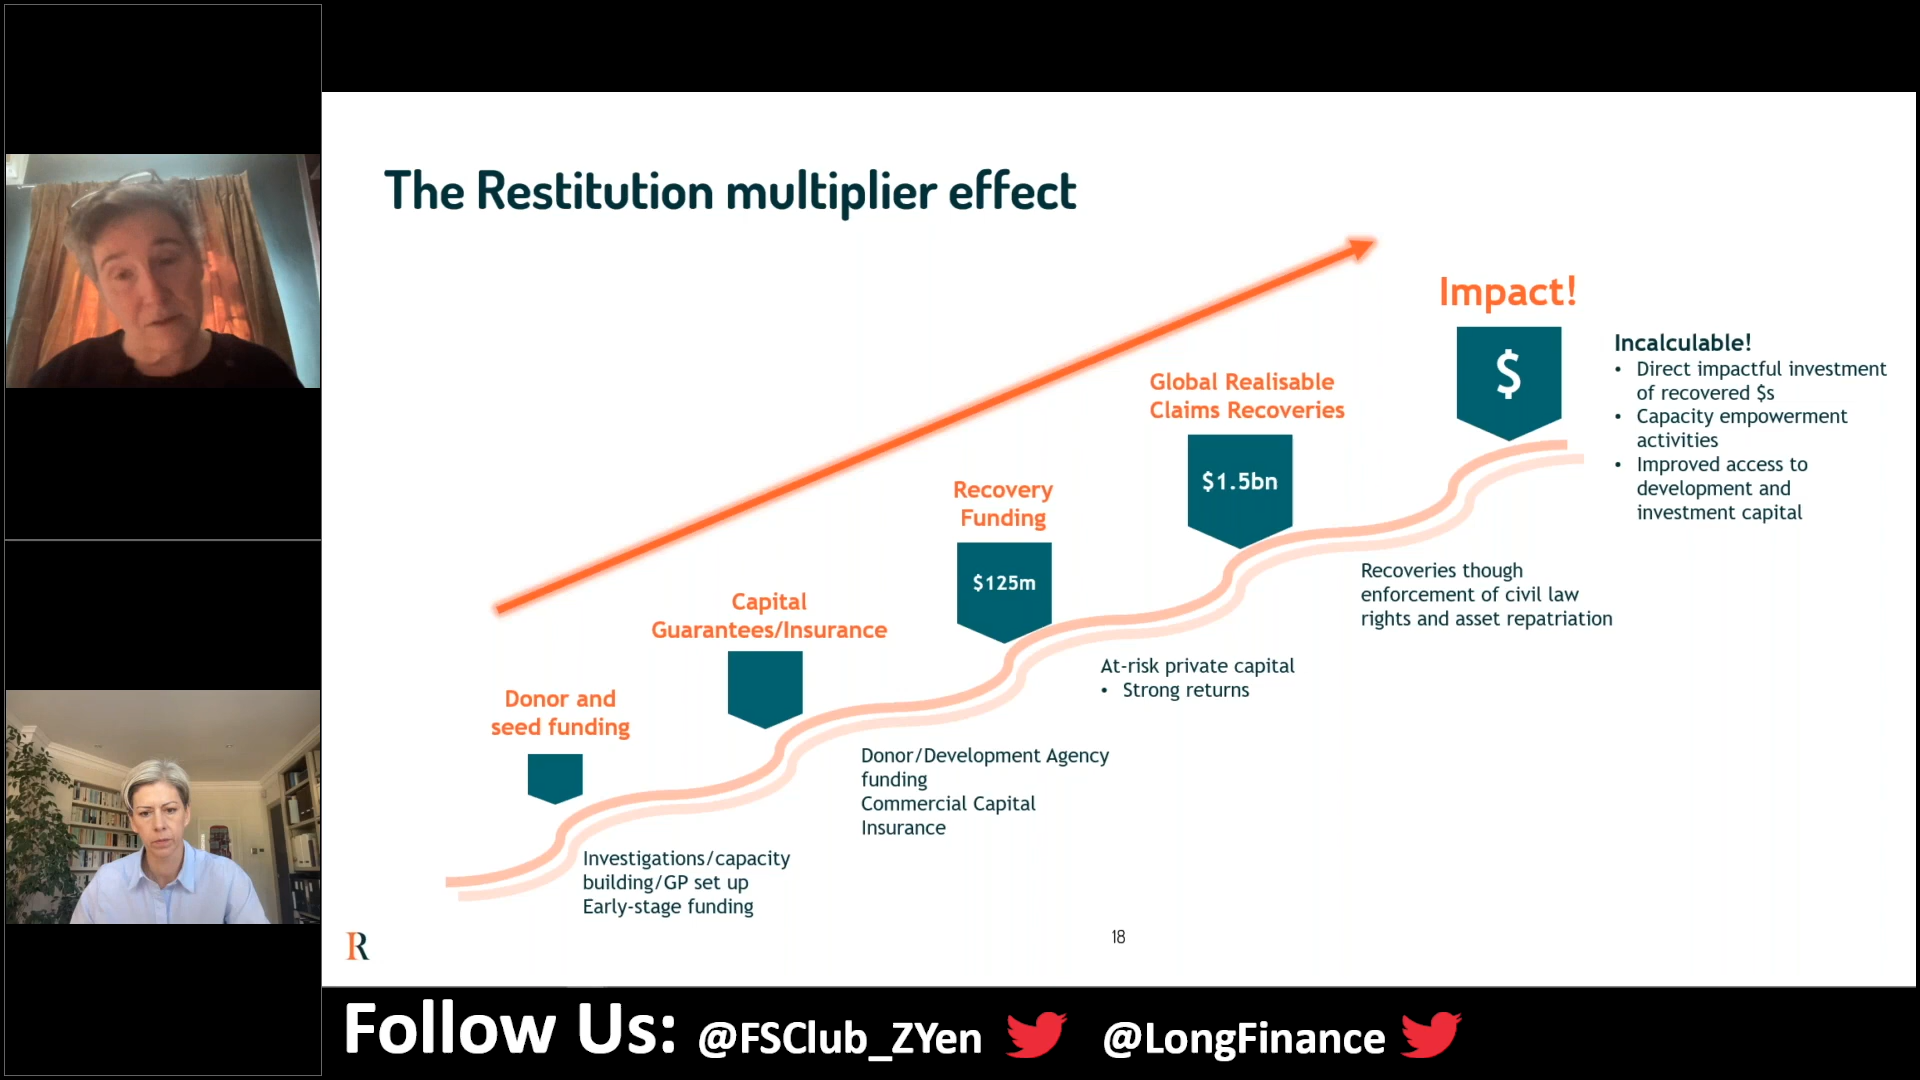 The Restitution multiplier effect
Impact!
$
Incalculable!
• Direct impactful investment
of recovered $s
• Capacity empowerment
activities
• Improved access to
development and
investment capital
Global Realisable
Claims Recoveries
$1.5bn
Recoveries though
enforcement of civil law
rights and asset repatriation
Recovery
Funding
$125m
At-risk private capital
• Strong returns
Capital
Guarantees/Insurance
Donor/Development Agency
funding
Commercial Capital
Insurance
Donor and
seed funding
Investigations/capacity
building/GP set up
Early-stage funding
R
18
Follow Us: @FSClub_ZYen @LongFinance